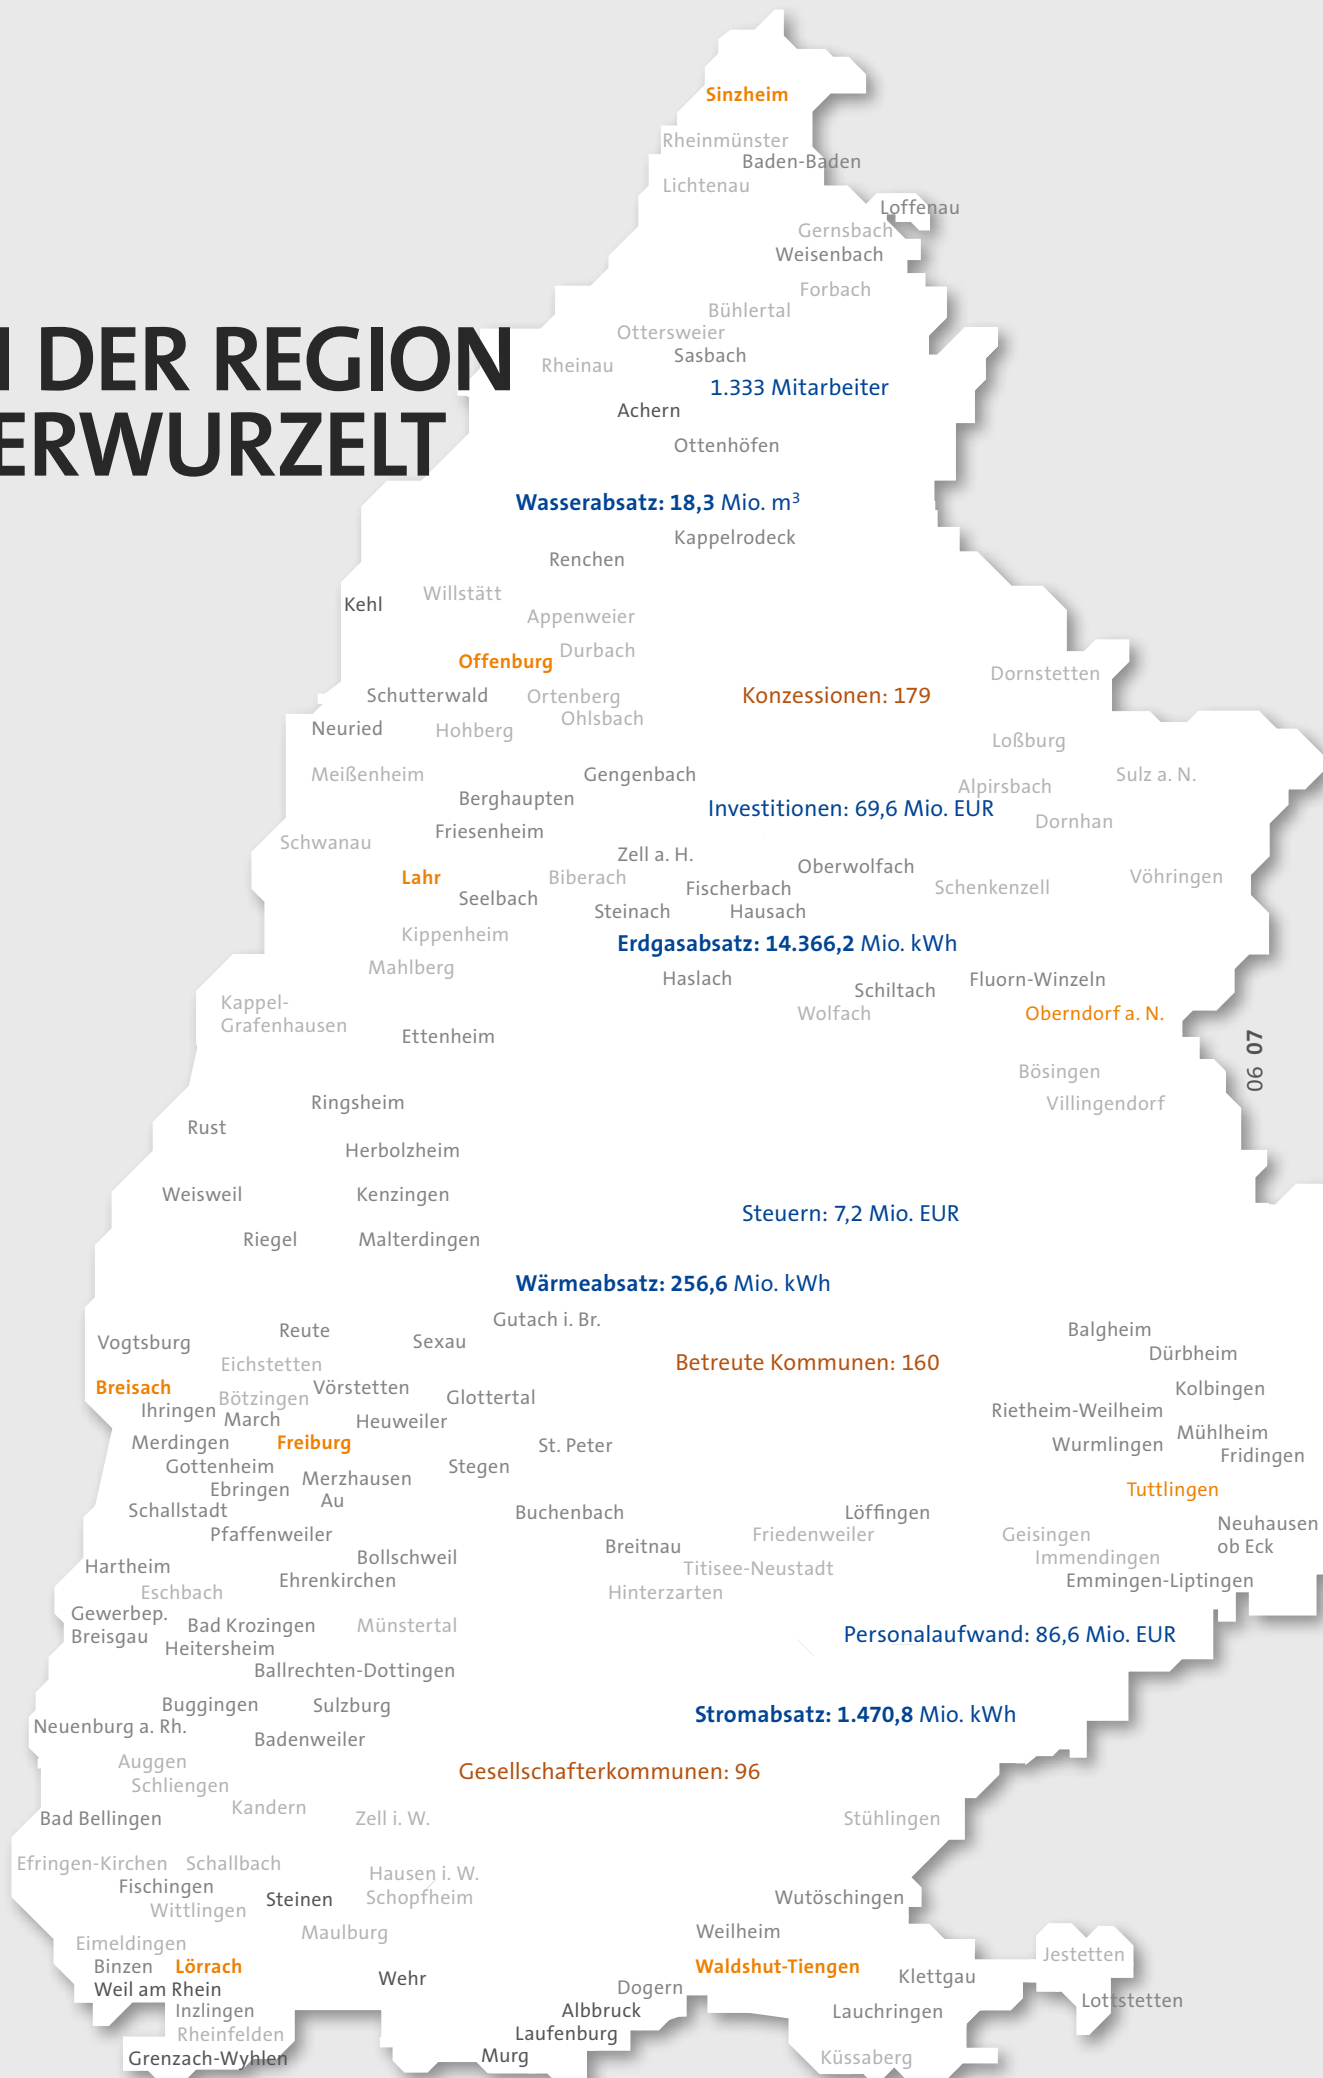 Sinzheim
Rheinmünster
Baden-Baden
Lichtenau
Loffenau
Gernsbach
Weisenbach
Forbach
Bühlertal
Ottersweier
N DER REGION
Sasbach
Rheinau
1.333 Mitarbeiter
Achern
ERWURZELT
Ottenhöfen
Wasserabsatz: 18,3 Mio. m³
Kappelrodeck
Renchen
Willstätt
Kehl
Appenweier
Durbach
Offenburg
Dornstetten
Schutterwald
Ortenberg
Konzessionen: 179
Ohlsbach
Neuried
Hohberg
Loßburg
Meißenheim
Gengenbach
Sulz a. N.
Alpirsbach
Berghaupten
Investitionen: 69,6 Mio. EUR
Dornhan
Friesenheim
Schwanau
Zell a. H.
Oberwolfach
Lahr
Biberach
Vöhringen
Fischerbach
Schenkenzell
Seelbach
Steinach
Hausach
Kippenheim
Erdgasabsatz: 14.366,2 Mio. kWh
Mahlberg
Haslach
Fluorn-Winzeln
Schiltach
Kappel-
Grafenhausen
Wolfach
Oberndorf a. N.
Ettenheim
06 07
Bösingen
Ringsheim
Villingendorf
Rust
Herbolzheim
Weisweil
Kenzingen
Steuern: 7,2 Mio. EUR
Riegel
Malterdingen
Wärmeabsatz: 256,6 Mio. kWh
Gutach i. Br.
Reute
Balgheim
Vogtsburg
Sexau
Dürbheim
Eichstetten
Betreute Kommunen: 160
Breisach
Vörstetten
Kolbingen
Bötzingen
Glottertal
Ihringen
Rietheim-Weilheim
March
Heuweiler
Mühlheim
Merdingen
Freiburg
St. Peter
Wurmlingen
Fridingen
Gottenheim
Stegen
Merzhausen
Ebringen
Tuttlingen
Au
Schallstadt
Buchenbach
Löffingen
Neuhausen
ob Eck
Pfaffenweiler
Friedenweiler
Geisingen
Breitnau
Bollschweil
Immendingen
Hartheim
Titisee-Neustadt
Ehrenkirchen
Emmingen-Liptingen
Eschbach
Hinterzarten
Gewerbep.
Breisgau
Bad Krozingen
Münstertal
Personalaufwand: 86,6 Mio. EUR
Heitersheim
Ballrechten-Dottingen
Buggingen
Sulzburg
Stromabsatz: 1.470,8 Mio. kWh
Neuenburg a. Rh.
Badenweiler
Auggen
Gesellschafterkommunen: 96
Schliengen
Kandern
Bad Bellingen
Zell i. W.
Stühlingen
Efringen-Kirchen
Schallbach
Hausen i. W.
Fischingen
Steinen
Schopfheim
Wutöschingen
Wittlingen
Maulburg
Weilheim
Eimeldingen
Jestetten
Binzen
Lörrach
Waldshut-Tiengen
Wehr
Klettgau
Weil am Rhein
Dogern
Lottstetten
Inzlingen
Albbruck
Lauchringen
Rheinfelden
Laufenburg
Grenzach-Wyhlen
Murg
Küssaberg